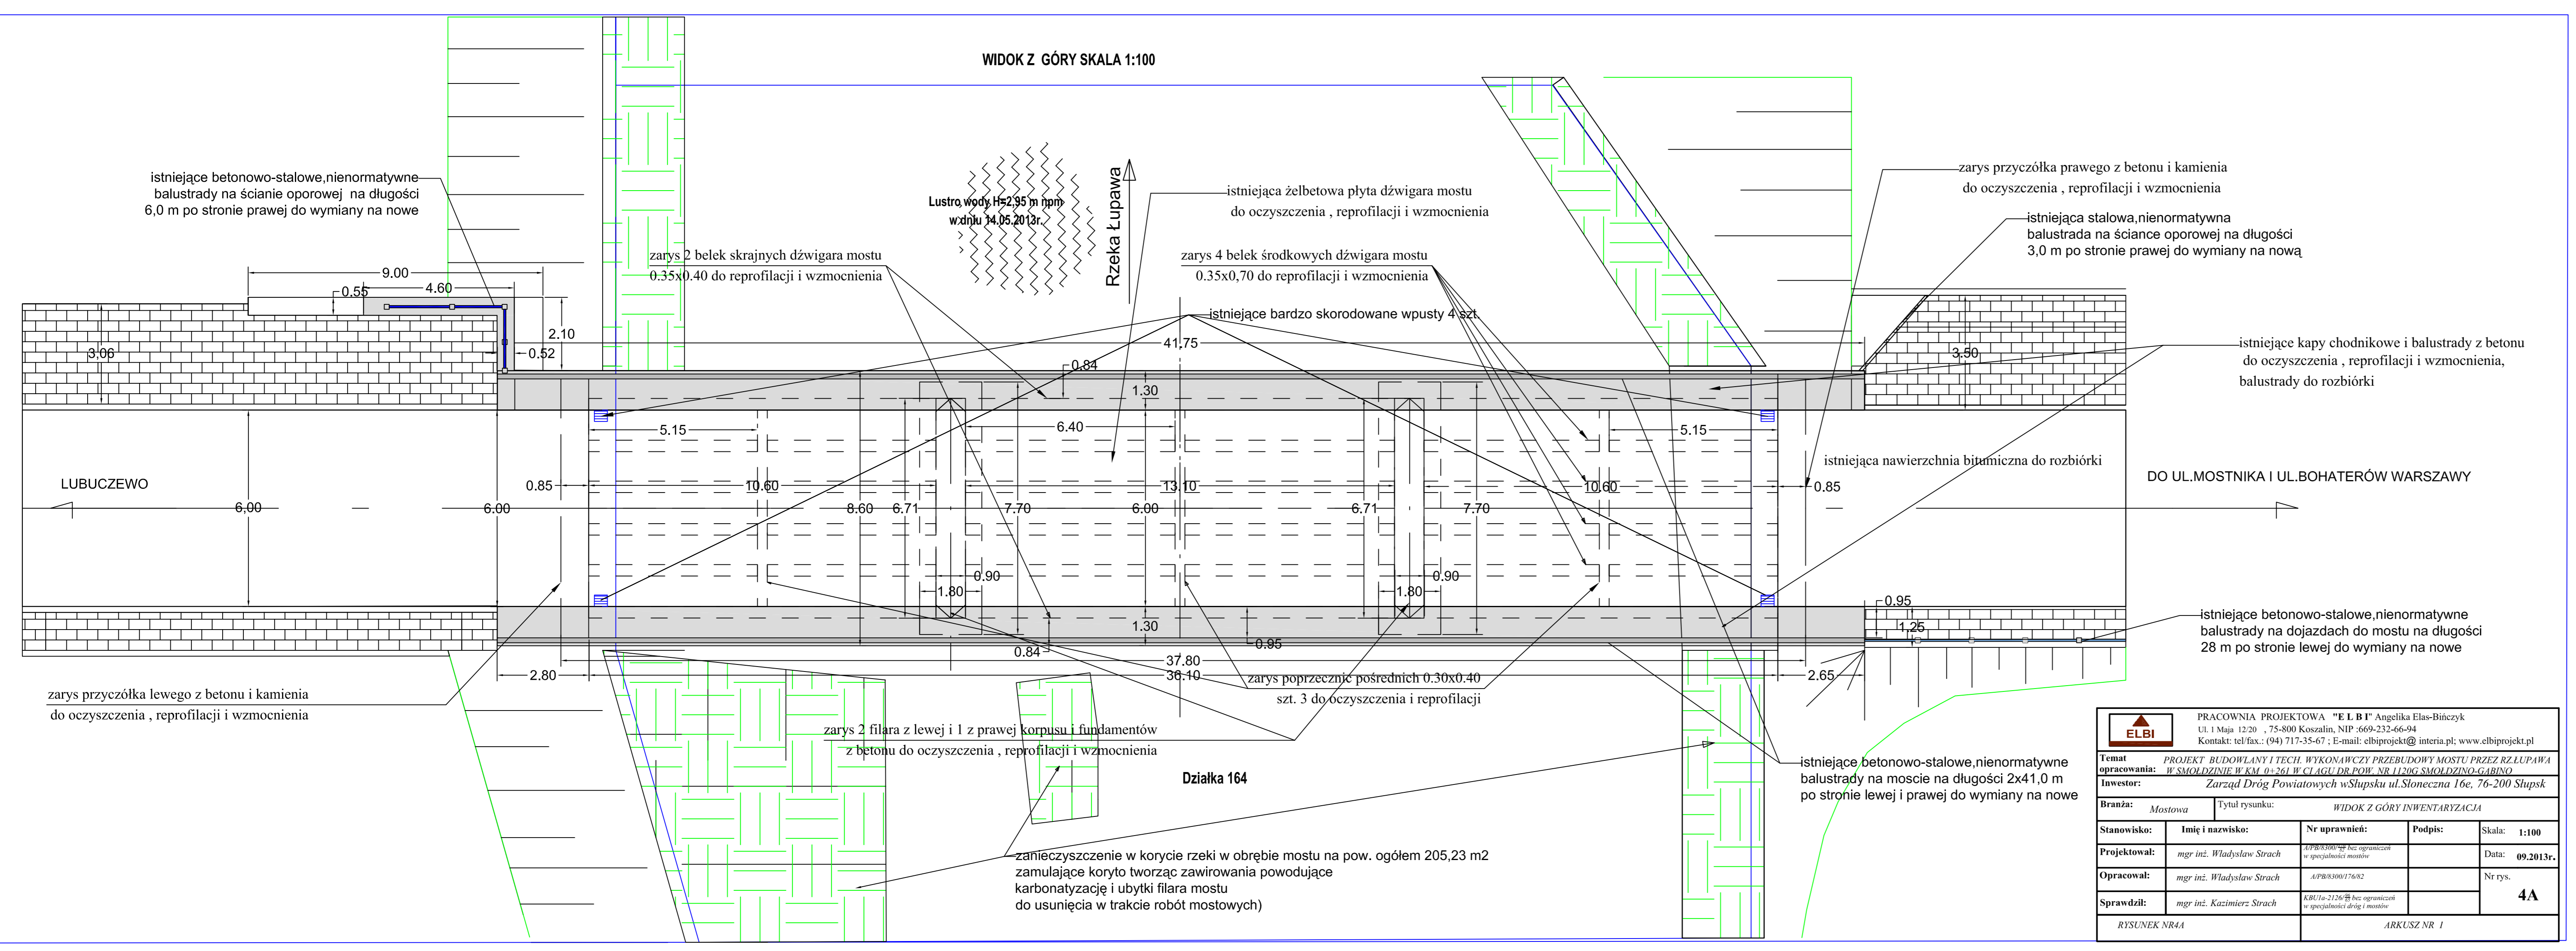 WIDOK Z GÓRY SKALA 1:100
istniejące betonowo-stalowe,nienormatywne
balustrady na ścianie oporowej na długości
6,0 m po stronie prawej do wymiany na nowe
Lustro wody H=2,95 m npm
w dniu 14.05.2013r.
Rzeka Łupawa
istniejąca żelbetowa płyta dźwigara mostu
do oczyszczenia , reprofilacji i wzmocnienia
zarys przyczółka prawego z betonu i kamienia
do oczyszczenia , reprofilacji i wzmocnienia
istniejąca stalowa,nienormatywna
balustrada na ściance oporowej na długości
3,0 m po stronie prawej do wymiany na nową
zarys 2 belek skrajnych dźwigara mostu
0.35x0.40 do reprofilacji i wzmocnienia
zarys 4 belek środkowych dźwigara mostu
0.35x0,70 do reprofilacji i wzmocnienia
istniejące bardzo skorodowane wpusty 4 szt.
istniejące kapy chodnikowe i balustrady z betonu
do oczyszczenia , reprofilacji i wzmocnienia,
balustrady do rozbiórki
9.00
4.60
0.55
2.10
0.52
3,06
41.75
3.50
0.84
1.30
5.15
6.40
5.15
istniejąca nawierzchnia bitumiczna do rozbiórki
LUBUCZEWO
DO UL.MOSTNIKA I UL.BOHATERÓW WARSZAWY
0.85
10.60
13.10
10.60
0.85
6,00
6.00
8.60
6.71
7.70
6.00
6.71
7.70
0.90
1.80
0.90
1.80
0.95
1.25
1.30
0.95
0.84
37.80
36.10
2.80
2.65
istniejące betonowo-stalowe,nienormatywne
balustrady na dojazdach do mostu na długości
28 m po stronie lewej do wymiany na nowe
zarys przyczółka lewego z betonu i kamienia
do oczyszczenia , reprofilacji i wzmocnienia
zarys poprzecznic pośrednich 0.30x0.40
szt. 3 do oczyszczenia i reprofilacji
zarys 2 filara z lewej i 1 z prawej korpusu i fundamentów
z betonu do oczyszczenia , reprofilacji i wzmocnienia
Działka 164
istniejące betonowo-stalowe,nienormatywne
balustrady na moscie na długości 2x41,0 m
po stronie lewej i prawej do wymiany na nowe
zanieczyszczenie w korycie rzeki w obrębie mostu na pow. ogółem 205,23 m2
zamulające koryto tworząc zawirowania powodujące
karbonatyzację i ubytki filara mostu
do usunięcia w trakcie robót mostowych)
ELBI
PRACOWNIA PROJEKTOWA "E L B I" Angelika Elas-Bińczyk
Ul. 1 Maja 12/20 , 75-800 Koszalin, NIP :669-232-66-94
Kontakt: tel/fax.: (94) 717-35-67 ; E-mail: elbiprojekt@ interia.pl; www.elbiprojekt.pl
Temat opracowania: PROJEKT BUDOWLANY I TECH. WYKONAWCZY PRZEBUDOWY MOSTU PRZEZ RZ.ŁUPAWA
W SMOŁDZINIE W KM 0+261 W CI AGU DR.POW. NR 1120G SMOŁDZINO-GABINO
Inwestor: Zarząd Dróg Powiatowych wSłupsku ul.Słoneczna 16e, 76-200 Słupsk
Branża: Mostowa Tytuł rysunku: WIDOK Z GÓRY INWENTARYZACJA
Stanowisko: Imię i nazwisko: Nr uprawnień: Podpis: Skala: 1:100
Projektował: mgr inż. Władysław Strach A/PB/8300/ bez ograniczeń w specjalności mostów Data: 09.2013r.
Opracował: mgr inż. Władysław Strach A/PB/8300/176/82 Nr rys. 4A
Sprawdził: mgr inż. Kazimierz Strach KBU1a-2126/ bez ograniczeń w specjalności dróg i mostów
RYSUNEK NR4A ARKUSZ NR 1